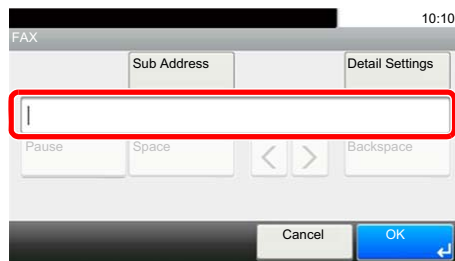 10:10
FAX
Sub Address
Detail Settings
Pause
Space
Backspace
Cancel
OK